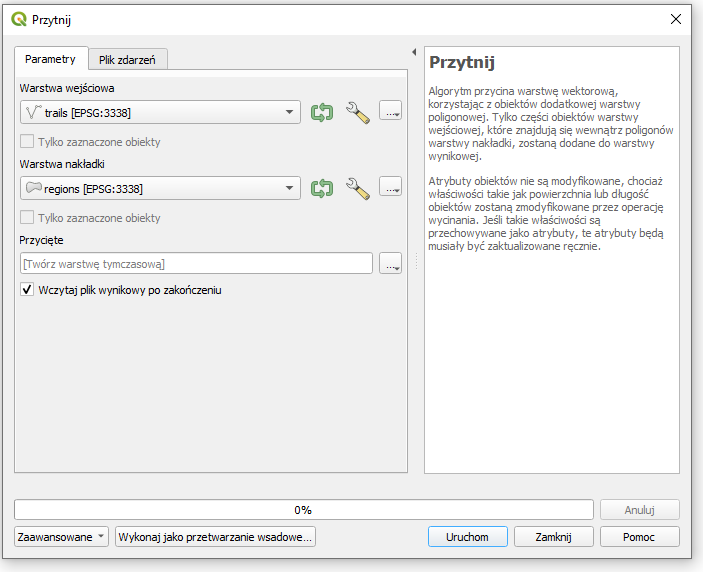 Przytnij
Parametry
Plik zdarzeń
Warstwa wejściowa
trails [EPSG:3338]
...
Tylko zaznaczone obiekty
Warstwa nakładki
regions [EPSG:3338]
...
Tylko zaznaczone obiekty
Przycięte
[Twórz warstwę tymczasową]
...
Wczytaj plik wynikowy po zakończeniu
Przytnij
Algorytm przycina warstwę wektorową,
korzystając z obiektów dodatkowej warstwy
poligonowej. Tylko części obiektów warstwy
wejściowej, które znajdują się wewnątrz poligonów
warstwy nakładki, zostaną dodane do warstwy
wynikowej.
Atrybuty obiektów nie są modyfikowane, chociaż
właściwości takie jak powierzchnia lub długość
obiektów zostaną zmodyfikowane przez operację
wycinania. Jeśli takie właściwości są
przechowywane jako atrybuty, te atrybuty będą
musiały być zaktualizowane ręcznie.
0%
Anuluj
Zaawansowane
Wykonaj jako przetwarzanie wsadowe...
Uruchom
Zamknij
Pomoc